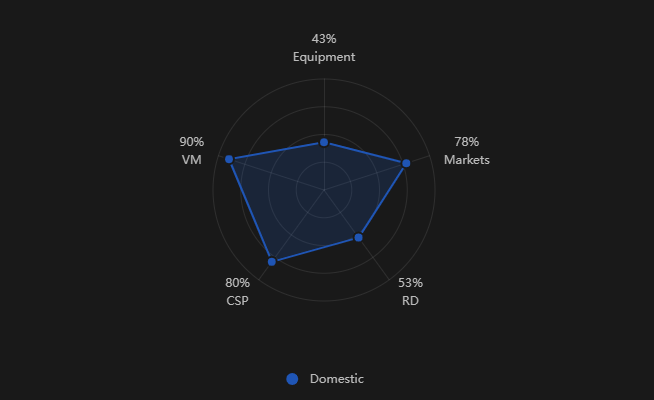 43%
Equipment
90%
VM
78%
Markets
80%
CSP
53%
RD
Domestic